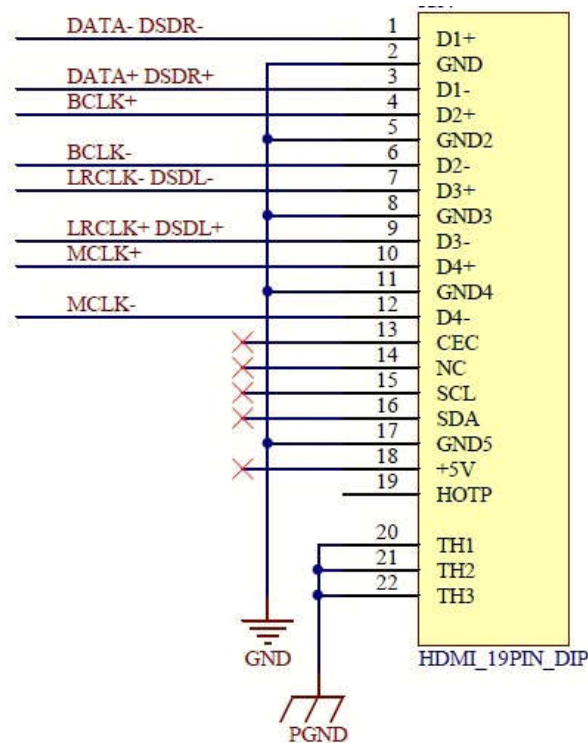 DATA- DSDR- 1 D1+
2 GND
DATA+ DSDR+ 3 D1-
BCLK+ 4 D2+
5 GND2
BCLK- 6 D2-
LRCLK- DSDL- 7 D3+
8 GND3
LRCLK+ DSDL+ 9 D3-
MCLK+ 10 D4+
11 GND4
MCLK- 12 D4-
13 CEC
14 NC
15 SCL
16 SDA
17 GND5
18 +5V
19 HOTP
20 TH1
21 TH2
22 TH3
GND HDMI_19PIN_DIP
PGND